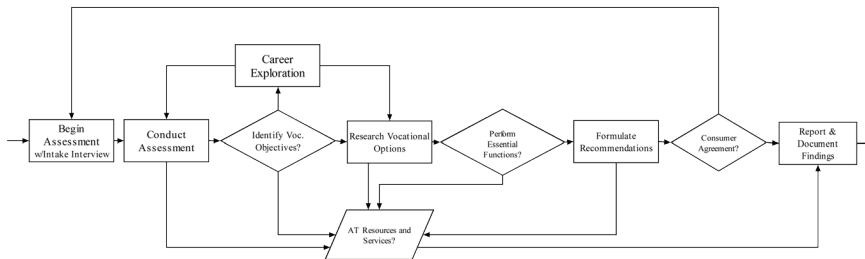 Career
Exploration
Begin
Assessment
w/Intake Interview
Conduct
Assessment
Identify Voc.
Objectives?
Research Vocational
Options
Perform
Essential
Functions?
Formulate
Recommendations
Consumer
Agreement?
Report &
Document
Findings
AT Resources and
Services?